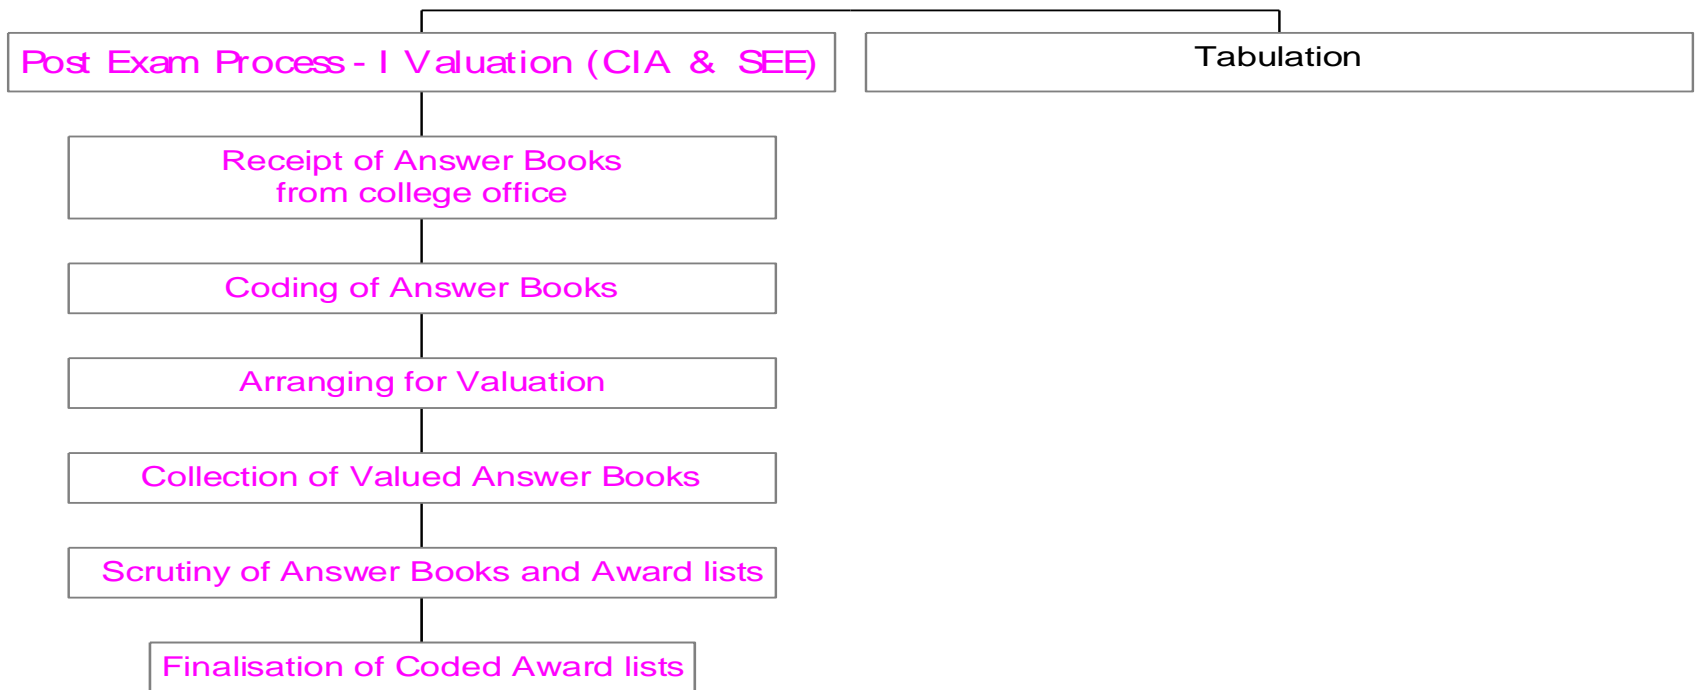 Post Exam Process - I Valuation (CIA & SEE)
Tabulation
Receipt of Answer Books
from college office
Coding of Answer Books
Arranging for Valuation
Collection of Valued Answer Books
Scrutiny of Answer Books and Award lists
Finalisation of Coded Award lists